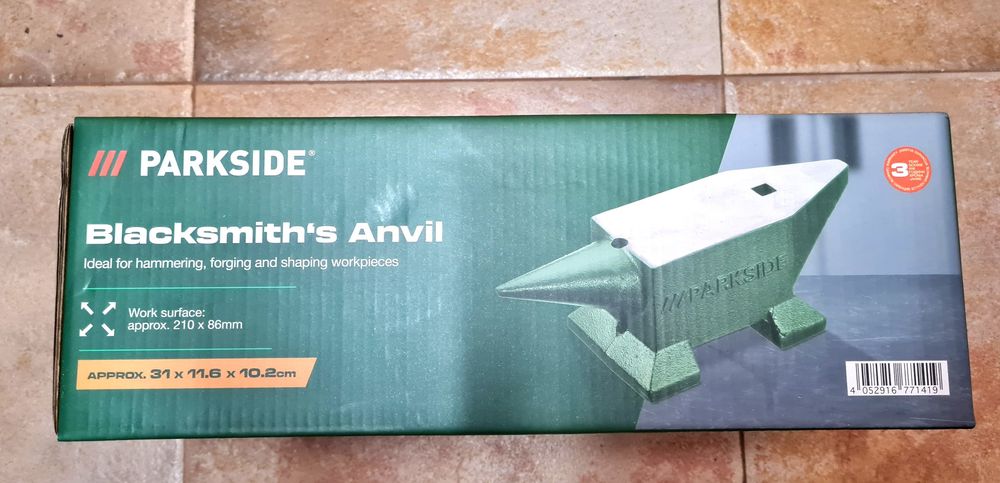 /// PARKSIDE®
Blacksmith's Anvil
Ideal for hammering, forging and shaping workpieces
Work surface:
approx. 210 x 86mm
APPROX. 31 x 11.6 x 10.2cm
///PARKSIDE
3
4 052916 771419